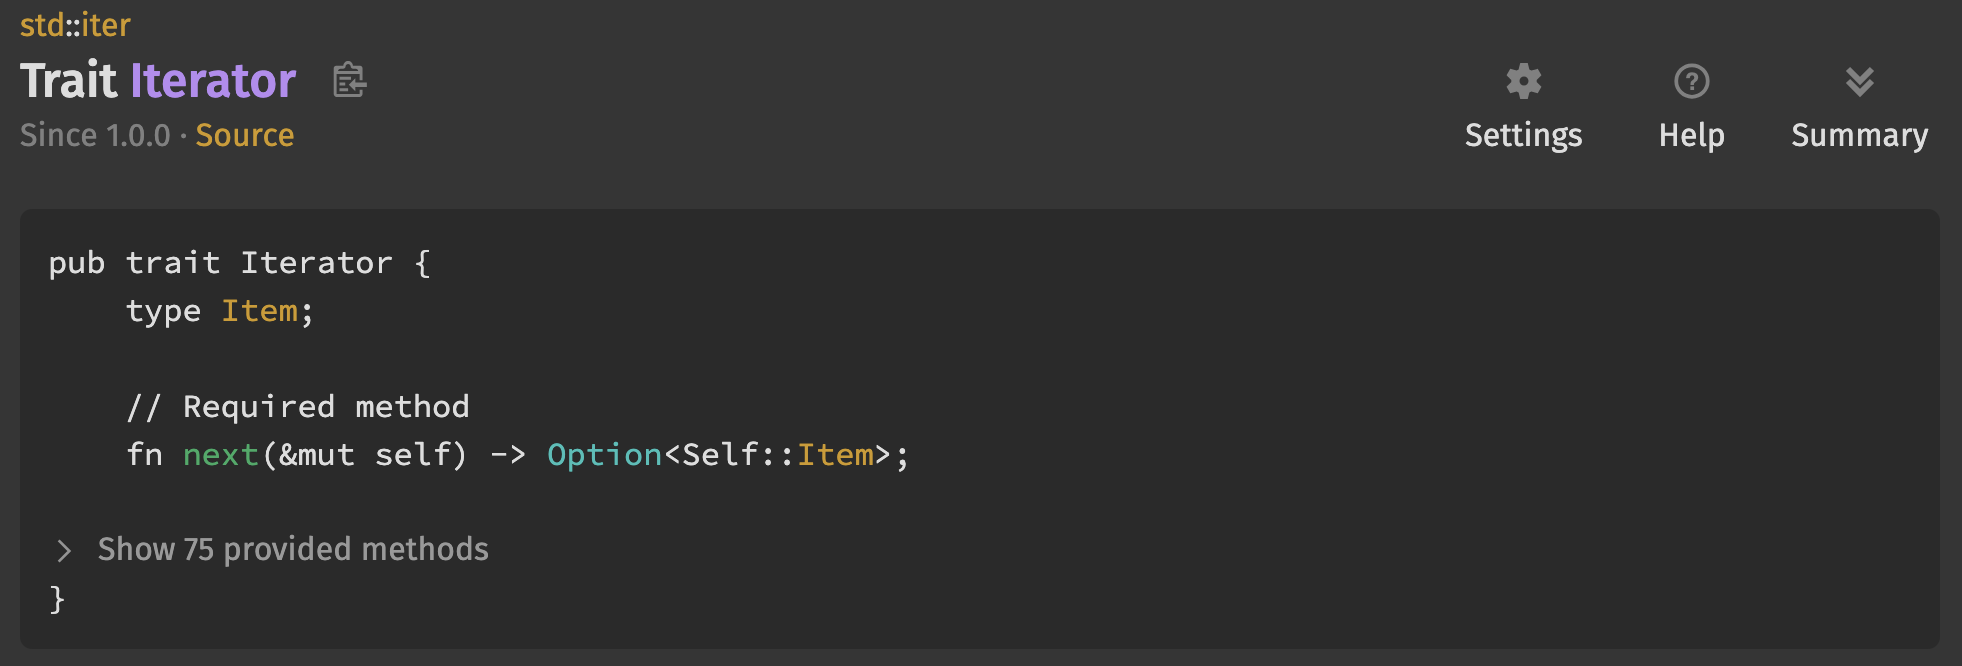 std::iter
Trait Iterator
Since 1.0.0 · Source
Settings
Help
Summary
pub trait Iterator {
    type Item;
    // Required method
    fn next(&mut self) -> Option<Self::Item>;
Show 75 provided methods
}